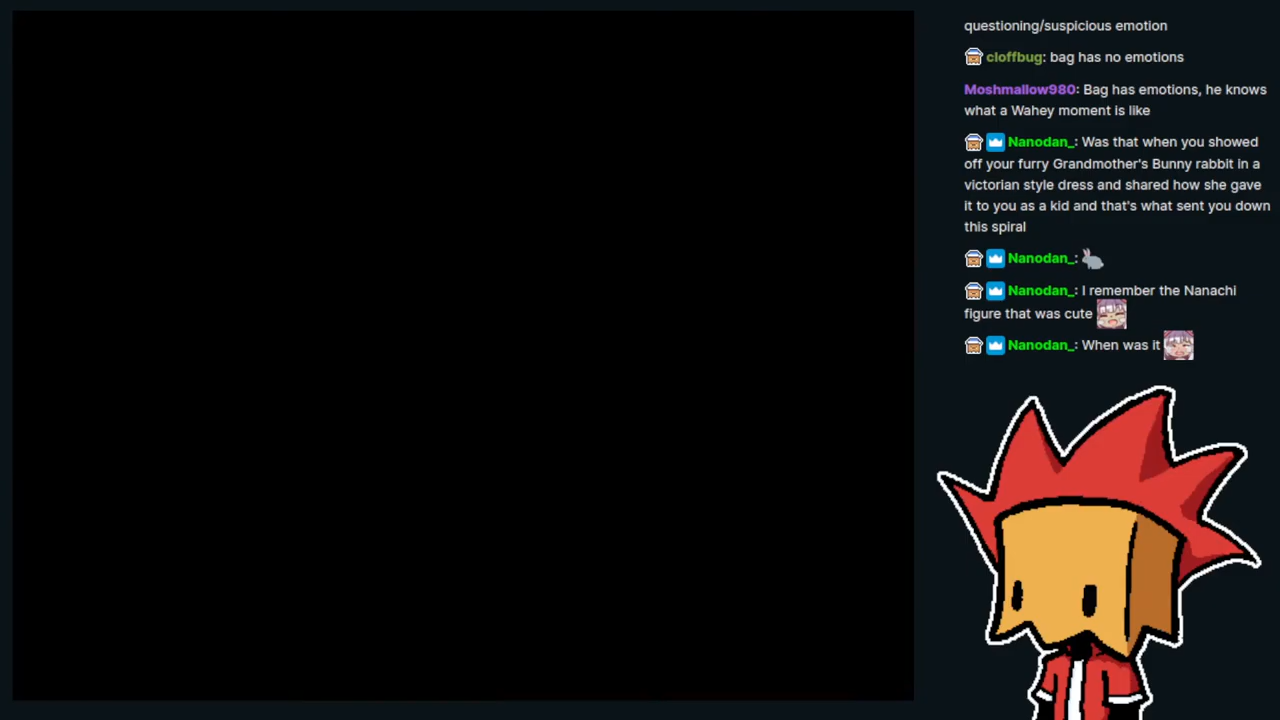 questioning/suspicious emotion
cloffbug: bag has no emotions
Moshmallow980: Bag has emotions, he knows
what a Wahey moment is like
Nanodan_: Was that when you showed
off your furry Grandmother's Bunny rabbit in a
victorian style dress and shared how she gave
it to you as a kid and that's what sent you down
this spiral
Nanodan_:
Nanodan_: I remember the Nanachi
figure that was cute
Nanodan_: When was it